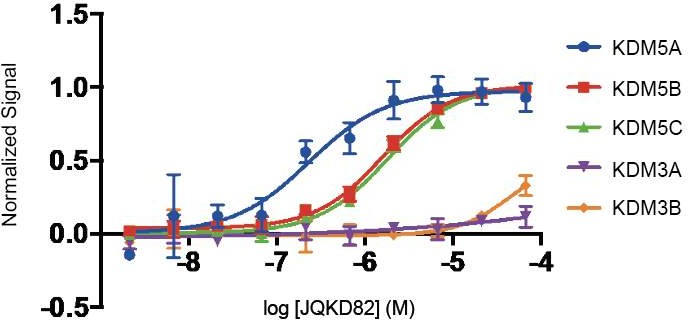 1.5
1.0
0.5
0.0
-0.5
Normalized Signal
-8 -7 -6 -5 -4
log [JQKD82] (M)
KDM5A
KDM5B
KDM5C
KDM3A
KDM3B